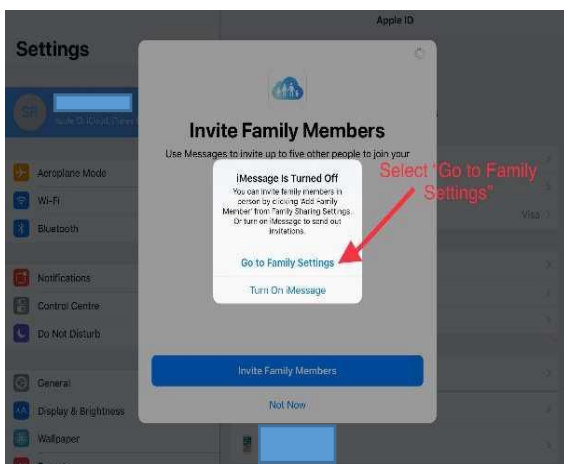 Apple ID
Settings
SR
Invite Family Members
Use Messages to invite up to five other people to join your
iMessage Is Turned Off
You can invite family members in
person by clicking 'Add Family
Member' from Family Sharing Settings.
Or turn on iMessage to send out
invitations.
Go to Family Settings
Turn On iMessage
Select "Go to Family
Settings"
Aeroplane Mode
Wi-Fi
Bluetooth
Visa
Notifications
Control Centre
Do Not Disturb
General
AA Display & Brightness
Wallpaper
Invite Family Members
Not Now